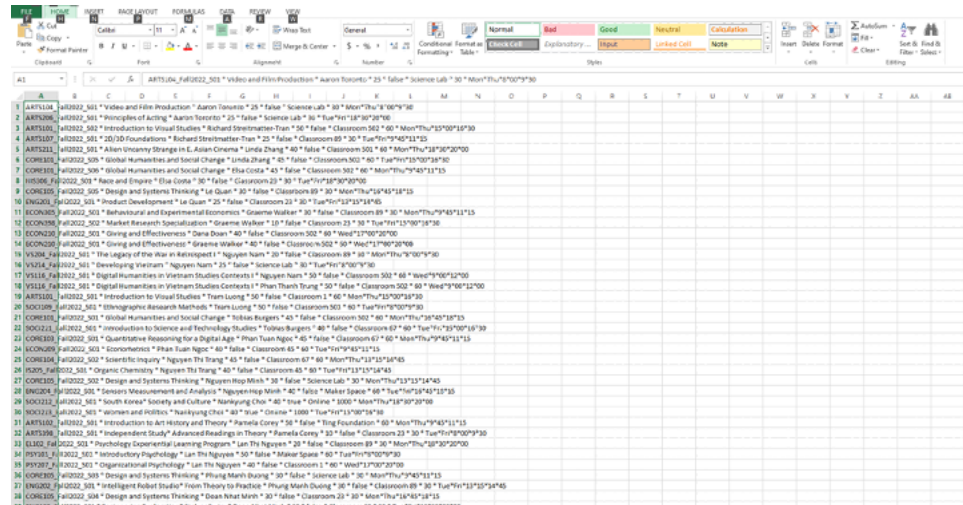 FILE HOME INSERT PAGE LAYOUT FORMULAS DATA REVIEW VIEW
Cut
Copy
Format Painter
Paste
Clipboard
Calibri 11
B I U
Font
Wrap Text
Merge & Center
Alignment
General
$ %
Number
Conditional Formatting
Format as Table
Normal Bad Good Neutral Calculation
Check Cell Explanatory ... Input Linked Cell Note
Styles
Insert Delete Format
Cells
AutoSum
Fill
Clear
Sort & Filter
Find & Select
Editing
A1 ARTS104_Fall2022_S01 * Video and Film Production * Aaron Toronto * 25 * false * Science Lab * 30 * Mon*Thu*8*00*9*30
A B C D E F G H I J K L M N O P Q R S T U V W X Y Z AA AB
1 ARTS104_Fall2022_S01 * Video and Film Production * Aaron Toronto * 25 * false * Science Lab * 30 * Mon*Thu*8*00*9*30
2 ARTS206_Fall2022_S01 * Principles of Acting * Aaron Toronto * 25 * false * Science Lab * 30 * Tue*Fri*18*30*20*00
3 ARTS101_Fall2022_S02 * Introduction to Visual Studies * Richard Streitmatter-Tran * 50 * false * Classroom 502 * 60 * Mon*Thu*15*00*16*30
4 ARTS107_Fall2022_S01 * 2D/3D Foundations * Richard Streitmatter-Tran * 25 * false * Classroom 89 * 30 * Tue*Fri*9*45*11*15
5 ARTS211_Fall2022_S01 * Alien Uncanny Strange in E. Asian Cinema * Linda Zhang * 40 * false * Classroom 501 * 60 * Mon*Thu*18*30*20*00
6 CORE101_Fall2022_S05 * Global Humanities and Social Change * Linda Zhang * 45 * false * Classroom 502 * 60 * Tue*Fri*15*00*16*30
7 CORE101_Fall2022_S06 * Global Humanities and Social Change * Elsa Costa * 45 * false * Classroom 502 * 60 * Mon*Thu*9*45*11*15
8 HIS306_Fall2022_S01 * Race and Empire * Elsa Costa * 30 * false * Classroom 23 * 30 * Tue*Fri*18*30*20*00
9 CORE105_Fall2022_S05 * Design and Systems Thinking * Le Quan * 30 * false * Classroom 89 * 30 * Mon*Thu*16*45*18*15
10 ENG201_Fall2022_S01 * Product Development * Le Quan * 25 * false * Classroom 23 * 30 * Tue*Fri*13*15*14*45
11 ECON305_Fall2022_S01 * Behavioural and Experimental Economics * Graeme Walker * 30 * false * Classroom 89 * 30 * Mon*Thu*9*45*11*15
12 ECON398_Fall2022_S02 * Market Research Specialization * Graeme Walker * 10 * false * Classroom 23 * 30 * Tue*Fri*15*00*16*30
13 ECON210_Fall2022_S01 * Giving and Effectiveness * Dana Doan * 40 * false * Classroom 502 * 60 * Wed*17*00*20*00
14 ECON210_Fall2022_S01 * Giving and Effectiveness * Graeme Walker * 40 * false * Classroom 502 * 60 * Wed*17*00*20*00
15 VS204_Fall2022_S01 * The Legacy of the War in Retrospect I * Nguyen Nam * 20 * false * Classroom 89 * 30 * Mon*Thu*8*00*9*30
16 VS214_Fall2022_S01 * Developing Vietnam * Nguyen Nam * 25 * false * Science Lab * 30 * Tue*Fri*8*00*9*30
17 VS116_Fall2022_S01 * Digital Humanities in Vietnam Studies Contexts I * Nguyen Nam * 50 * false * Classroom 502 * 60 * Wed*9*00*12*00
18 VS116_Fall2022_S01 * Digital Humanities in Vietnam Studies Contexts I * Phan Thanh Trung * 50 * false * Classroom 502 * 60 * Wed*9*00*12*00
19 ARTS101_Fall2022_S01 * Introduction to Visual Studies * Tram Luong * 50 * false * Classroom 1 * 60 * Mon*Thu*15*00*16*30
20 SOCI109_Fall2022_S01 * Ethnographic Research Methods * Tram Luong * 50 * false * Classroom 501 * 60 * Tue*Fri*8*00*9*30
21 CORE101_Fall2022_S01 * Global Humanities and Social Change * Tobias Burgers * 45 * false * Classroom 502 * 60 * Mon*Thu*16*45*18*15
22 SOCI221_Fall2022_S01 * Introduction to Science and Technology Studies * Tobias Burgers * 40 * false * Classroom 67 * 60 * Tue*Fri*15*00*16*30
23 CORE103_Fall2022_S01 * Quantitative Reasoning for a Digital Age * Phan Tuan Ngoc * 45 * false * Classroom 67 * 60 * Mon*Thu*9*45*11*15
24 ECON209_Fall2022_S01 * Econometrics * Phan Tuan Ngoc * 40 * false * Classroom 45 * 60 * Tue*Fri*9*45*11*15
25 CORE104_Fall2022_S02 * Scientific Inquiry * Nguyen Thi Trang * 45 * false * Classroom 67 * 60 * Mon*Thu*13*15*14*45
26 IS205_Fall2022_S01 * Organic Chemistry * Nguyen Thi Trang * 40 * false * Classroom 45 * 60 * Tue*Fri*13*15*14*45
27 CORE105_Fall2022_S02 * Design and Systems Thinking * Nguyen Hop Minh * 30 * false * Science Lab * 30 * Mon*Thu*13*15*14*45
28 ENG204_Fall2022_S01 * Sensors Measurement and Analysis * Nguyen Hop Minh * 40 * false * Maker Space * 60 * Tue*Fri*16*45*18*15
29 SOCI212_Fall2022_S01 * South Korea* Society and Culture * Nankyung Choi * 40 * true * Online * 1000 * Mon*Thu*18*30*20*00
30 SOCI213_Fall2022_S01 * Women and Politics * Nankyung Choi * 40 * true * Online * 1000 * Tue*Fri*15*00*16*30
31 ARTS102_Fall2022_S01 * Introduction to Art History and Theory * Pamela Corey * 50 * false * Ting Foundation * 60 * Mon*Thu*9*45*11*15
32 ARTS398_Fall2022_S01 * Independent Study* Advanced Readings in Theory * Pamela Corey * 10 * false * Classroom 23 * 30 * Tue*Fri*8*00*9*30
33 EL102_Fall2022_S01 * Psychology Experiential Learning Program * Lan Thi Nguyen * 20 * false * Classroom 89 * 30 * Mon*Thu*18*30*20*00
34 PSY101_Fall2022_S01 * Introductory Psychology * Lan Thi Nguyen * 50 * false * Maker Space * 60 * Tue*Fri*8*00*9*30
35 PSY207_Fall2022_S01 * Organizational Psychology * Lan Thi Nguyen * 40 * false * Classroom 1 * 60 * Wed*17*00*20*00
36 CORE105_Fall2022_S03 * Design and Systems Thinking * Phung Manh Duong * 30 * false * Science Lab * 30 * Mon*Thu*9*45*11*15
37 ENG202_Fall2022_S01 * Intelligent Robot Studio* From Theory to Practice * Phung Manh Duong * 30 * false * Classroom 89 * 30 * Tue*Fri*13*15*14*45
38 CORE105_Fall2022_S04 * Design and Systems Thinking * Doan Nhat Minh * 30 * false * Classroom 23 * 30 * Mon*Thu*16*45*18*15